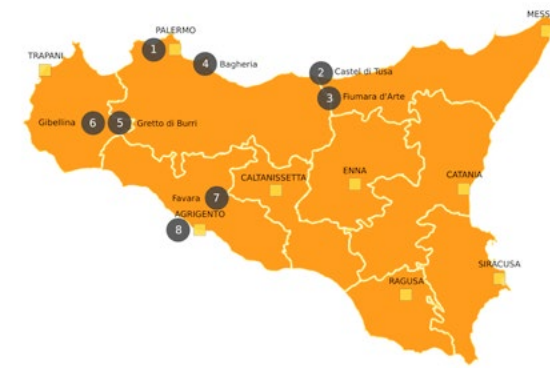 MESS
PALERMO
1
TRAPANI
4 Bagheria
2 Castel di Tusa
3 Fiumara d'Arte
Gibellina 6 5 Gretto di Burri
ENNA
CALTANISSETTA
CATANIA
Favara 7
AGRIGENTO
8
SIRACUSA
RAGUSA